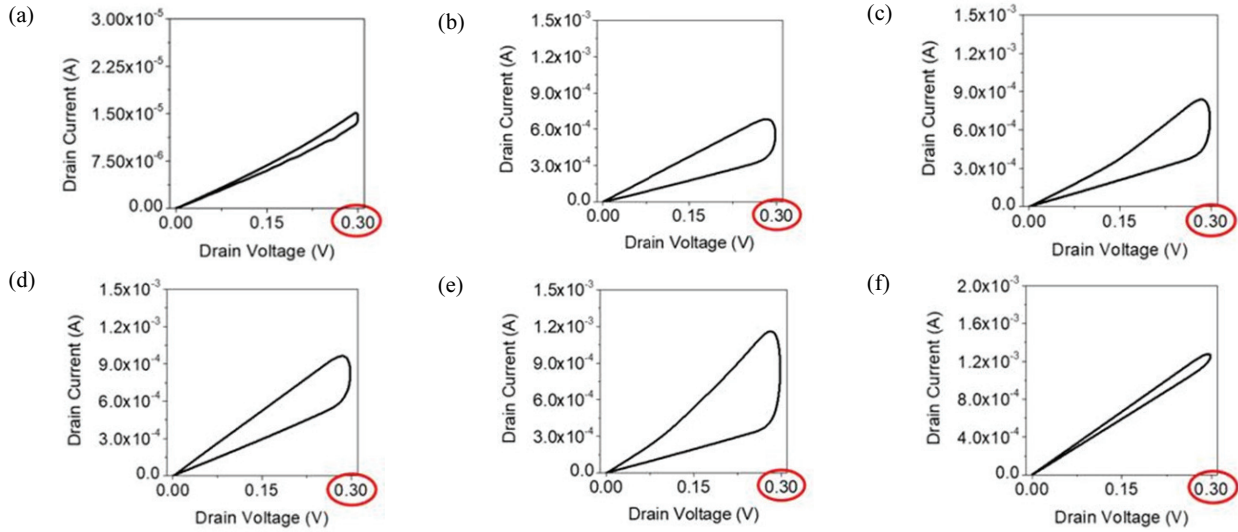 (a)
3.00x10⁻⁵
2.25x10⁻⁵
1.50x10⁻⁵
7.50x10⁻⁶
0.00
Drain Current (A)
0.00 0.15 0.30
Drain Voltage (V)
(b)
1.5x10⁻³
1.2x10⁻³
9.0x10⁻⁴
6.0x10⁻⁴
3.0x10⁻⁴
0.0
Drain Current (A)
0.00 0.15 0.30
Drain Voltage (V)
(c)
1.5x10⁻³
1.2x10⁻³
9.0x10⁻⁴
6.0x10⁻⁴
3.0x10⁻⁴
0.0
Drain Current (A)
0.00 0.15 0.30
Drain Voltage (V)
(d)
1.5x10⁻³
1.2x10⁻³
9.0x10⁻⁴
6.0x10⁻⁴
3.0x10⁻⁴
0.0
Drain Current (A)
0.00 0.15 0.30
Drain Voltage (V)
(e)
1.5x10⁻³
1.2x10⁻³
9.0x10⁻⁴
6.0x10⁻⁴
3.0x10⁻⁴
0.0
Drain Current (A)
0.00 0.15 0.30
Drain Voltage (V)
(f)
2.0x10⁻³
1.6x10⁻³
1.2x10⁻³
8.0x10⁻⁴
4.0x10⁻⁴
0.0
Drain Current (A)
0.00 0.15 0.30
Drain Voltage (V)